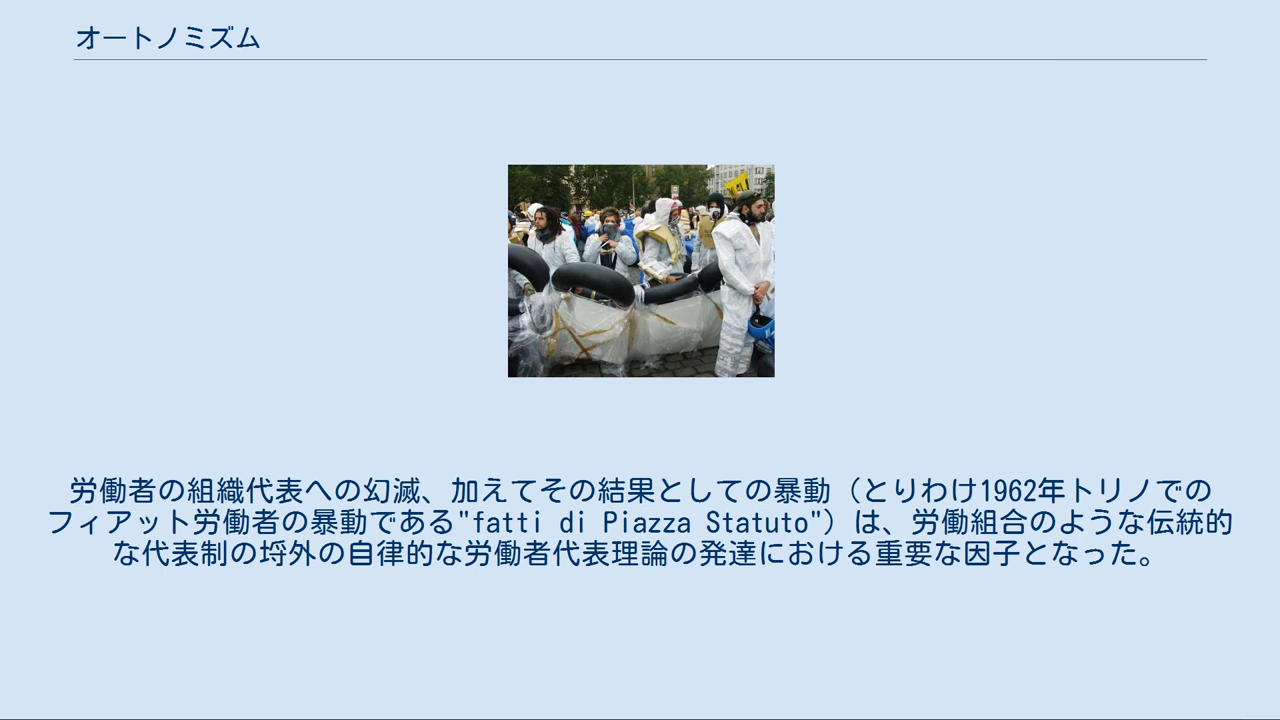 オートノミズム
労働者の組織代表への幻滅、加えてその結果としての暴動（とりわけ1962年トリノでの
フィアット労働者の暴動である"fatti di Piazza Statuto"）は、労働組合のような伝統的
な代表制の埒外の自律的な労働者代表理論の発達における重要な因子となった。